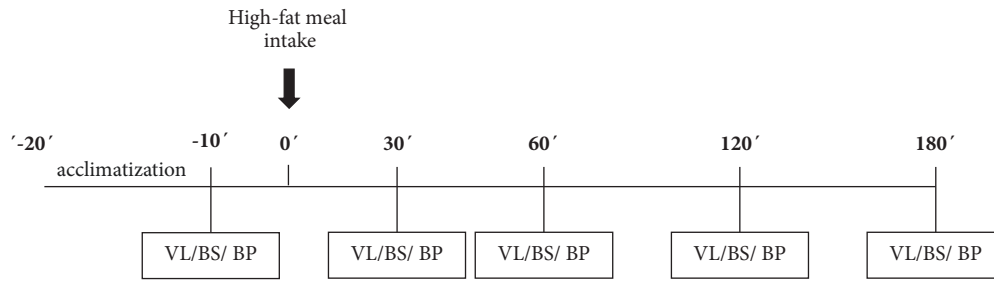 High-fat meal
intake
´-20´ -10´ 0´ 30´ 60´ 120´ 180´
acclimatization
VL/BS/ BP VL/BS/ BP VL/BS/ BP VL/BS/ BP VL/BS/ BP